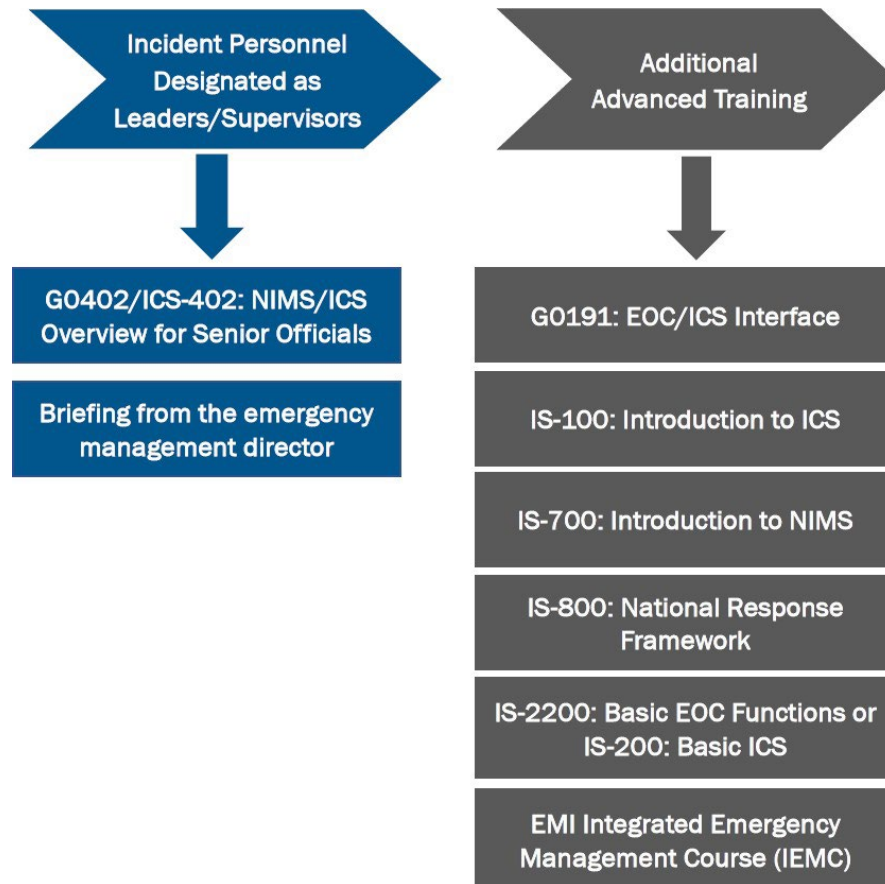 Incident Personnel
Designated as
Leaders/Supervisors
G0402/ICS-402: NIMS/ICS
Overview for Senior Officials
Briefing from the emergency
management director
Additional
Advanced Training
G0191: EOC/ICS Interface
IS-100: Introduction to ICS
IS-700: Introduction to NIMS
IS-800: National Response
Framework
IS-2200: Basic EOC Functions or
IS-200: Basic ICS
EMI Integrated Emergency
Management Course (IEMC)